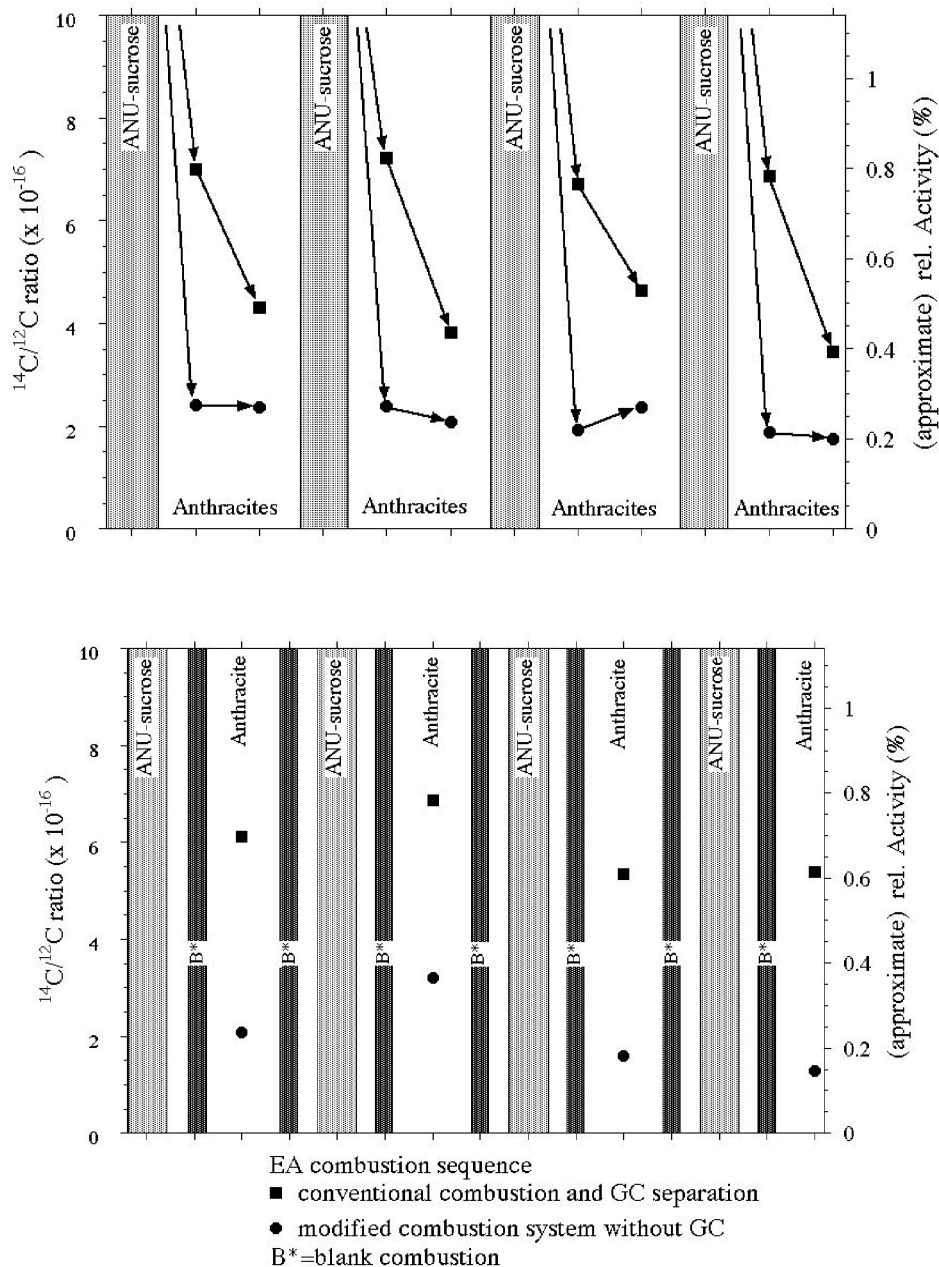 10
8
6
4
2
0
¹⁴C/¹²C ratio (x 10⁻¹⁶)
ANU-sucrose
ANU-sucrose
ANU-sucrose
ANU-sucrose
Anthracites
Anthracites
Anthracites
Anthracites
1
0.8
0.6
0.4
0.2
0
(approximate) rel. Activity (%)
10
8
6
4
2
0
¹⁴C/¹²C ratio (x 10⁻¹⁶)
ANU-sucrose
B*
Anthracite
B*
ANU-sucrose
B*
Anthracite
B*
ANU-sucrose
B*
Anthracite
B*
ANU-sucrose
B*
Anthracite
1
0.8
0.6
0.4
0.2
0
(approximate) rel. Activity (%)
EA combustion sequence
■ conventional combustion and GC separation
● modified combustion system without GC
B*=blank combustion